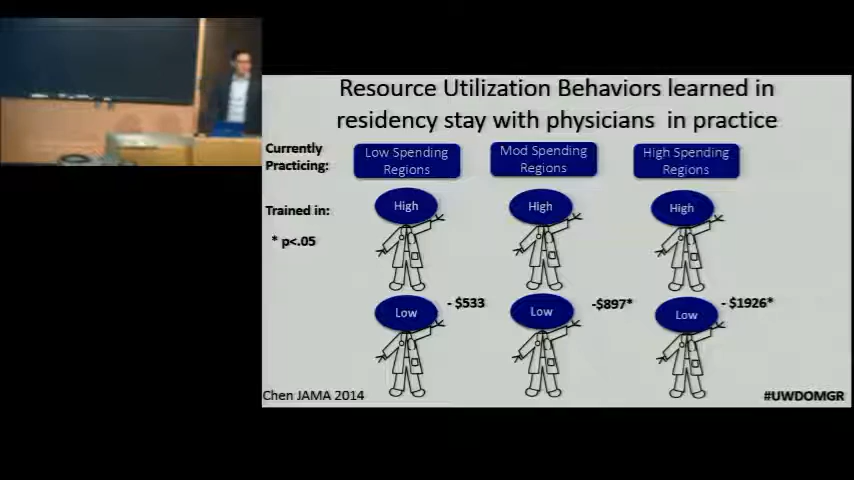 Resource Utilization Behaviors learned in
residency stay with physicians in practice
Currently
Practicing:
Low Spending
Regions
Mod Spending
Regions
High Spending
Regions
Trained in:
High
High
High
* p<.05
Low
- $533
Low
-$897*
Low
- $1926*
Chen JAMA 2014
#UWDOMGR